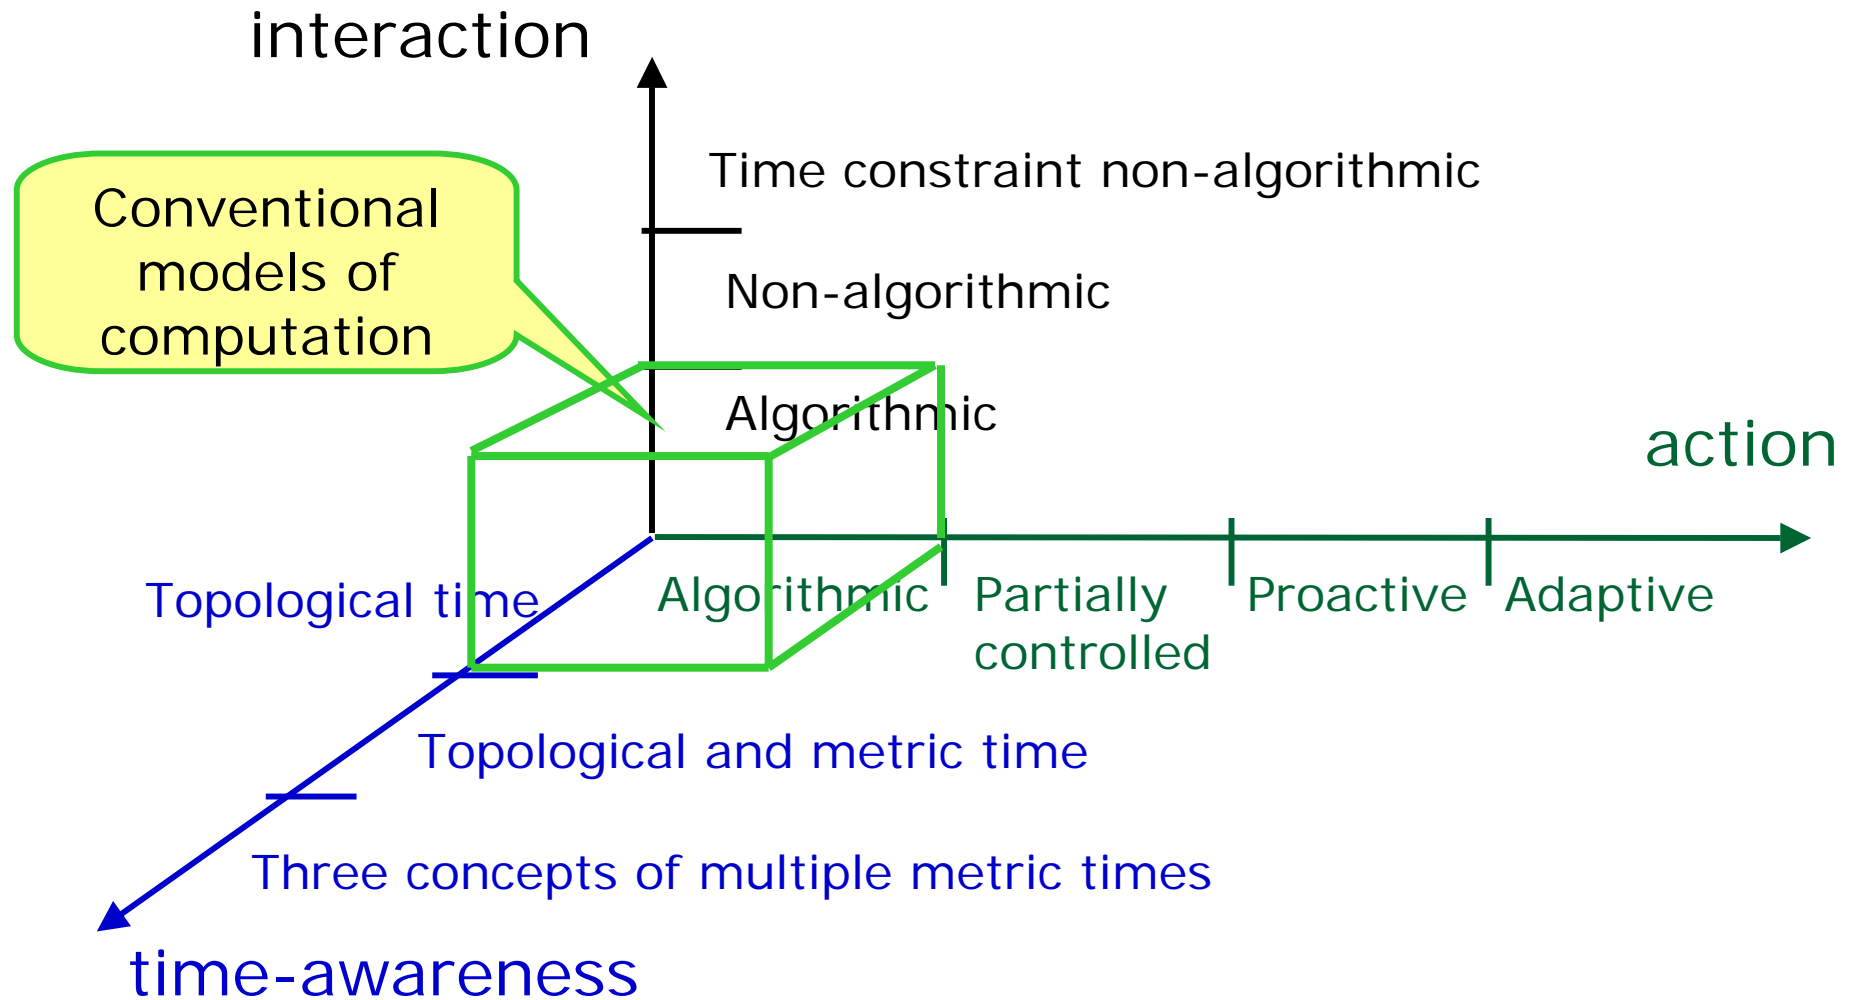 interaction
Time constraint non-algorithmic
Conventional
models of
computation
Non-algorithmic
Algorithmic
action
Topological time
Algorithmic
Partially
controlled
Proactive
Adaptive
Topological and metric time
Three concepts of multiple metric times
time-awareness